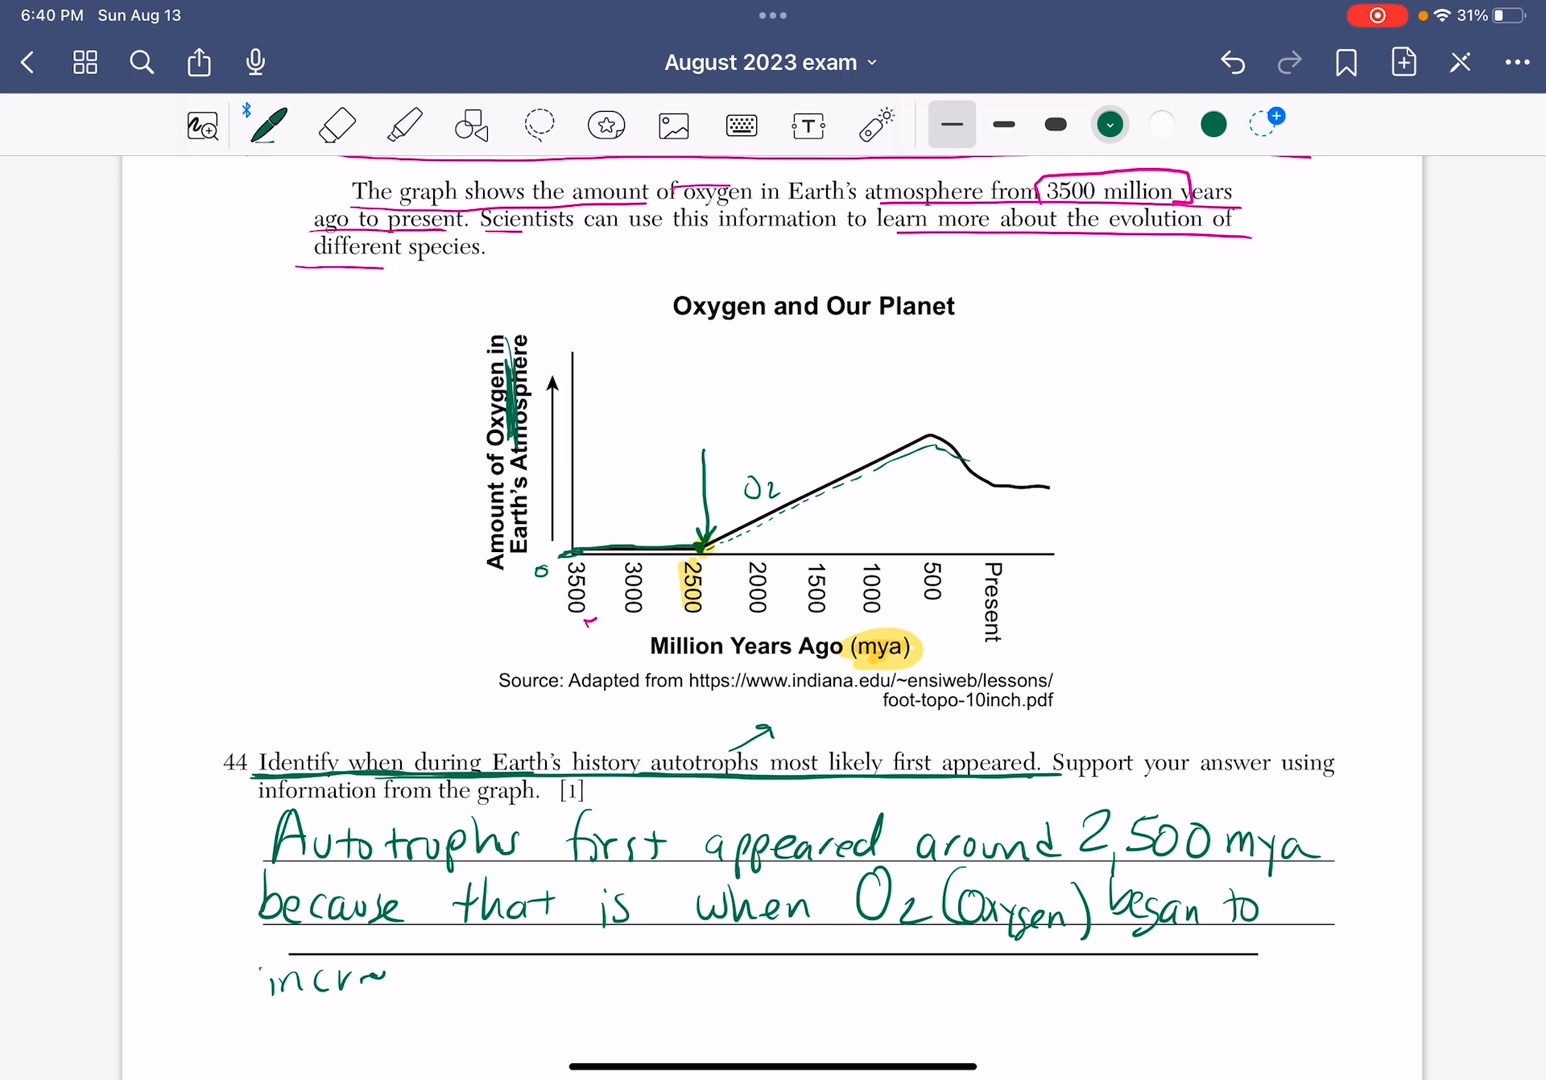 6:40 PM Sun Aug 13
31%
August 2023 exam
The graph shows the amount of oxygen in Earth's atmosphere from 3500 million years
ago to present. Scientists can use this information to learn more about the evolution of
different species.
Oxygen and Our Planet
Amount of Oxygen in
Earth's Atmosphere
O2
0
3500
3000
2500
2000
1500
1000
500
Present
Million Years Ago (mya)
Source: Adapted from https://www.indiana.edu/~ensiweb/lessons/
foot-topo-10inch.pdf
44 Identify when during Earth's history autotrophs most likely first appeared. Support your answer using
information from the graph. [1]
Autotrophs first appeared around 2,500 mya
because that is when O2 (Oxygen) began to
incr